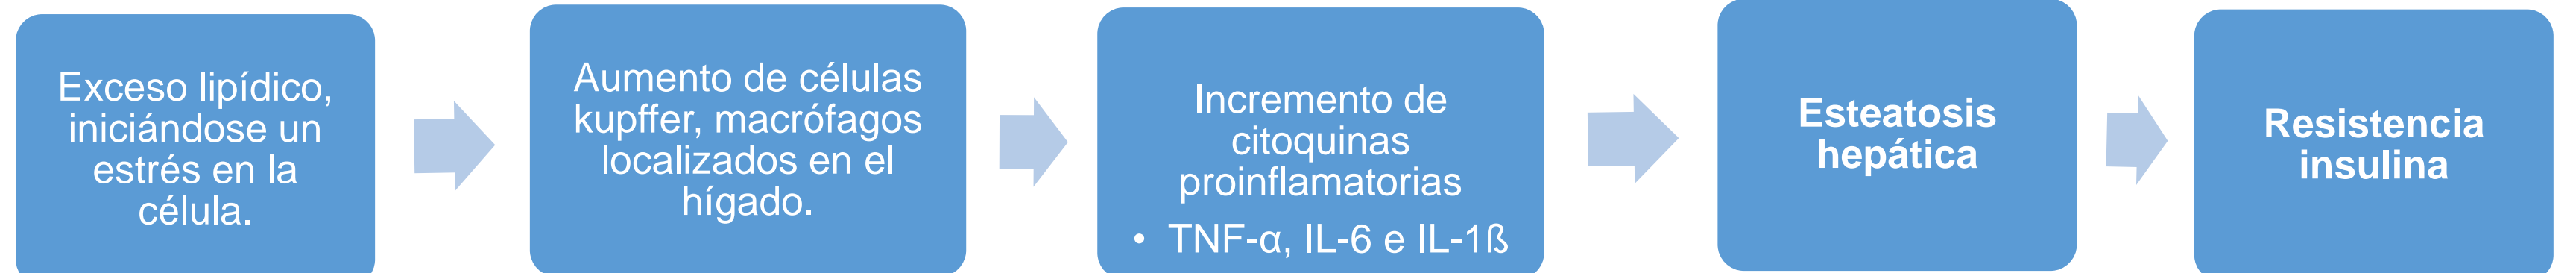 Exceso lipídico,
iniciándose un
estrés en la
célula.
Aumento de células
kupffer, macrófagos
localizados en el
hígado.
Incremento de
citoquinas
proinflamatorias
• TNF-α, IL-6 e IL-1ß
Esteatosis
hepática
Resistencia
insulina